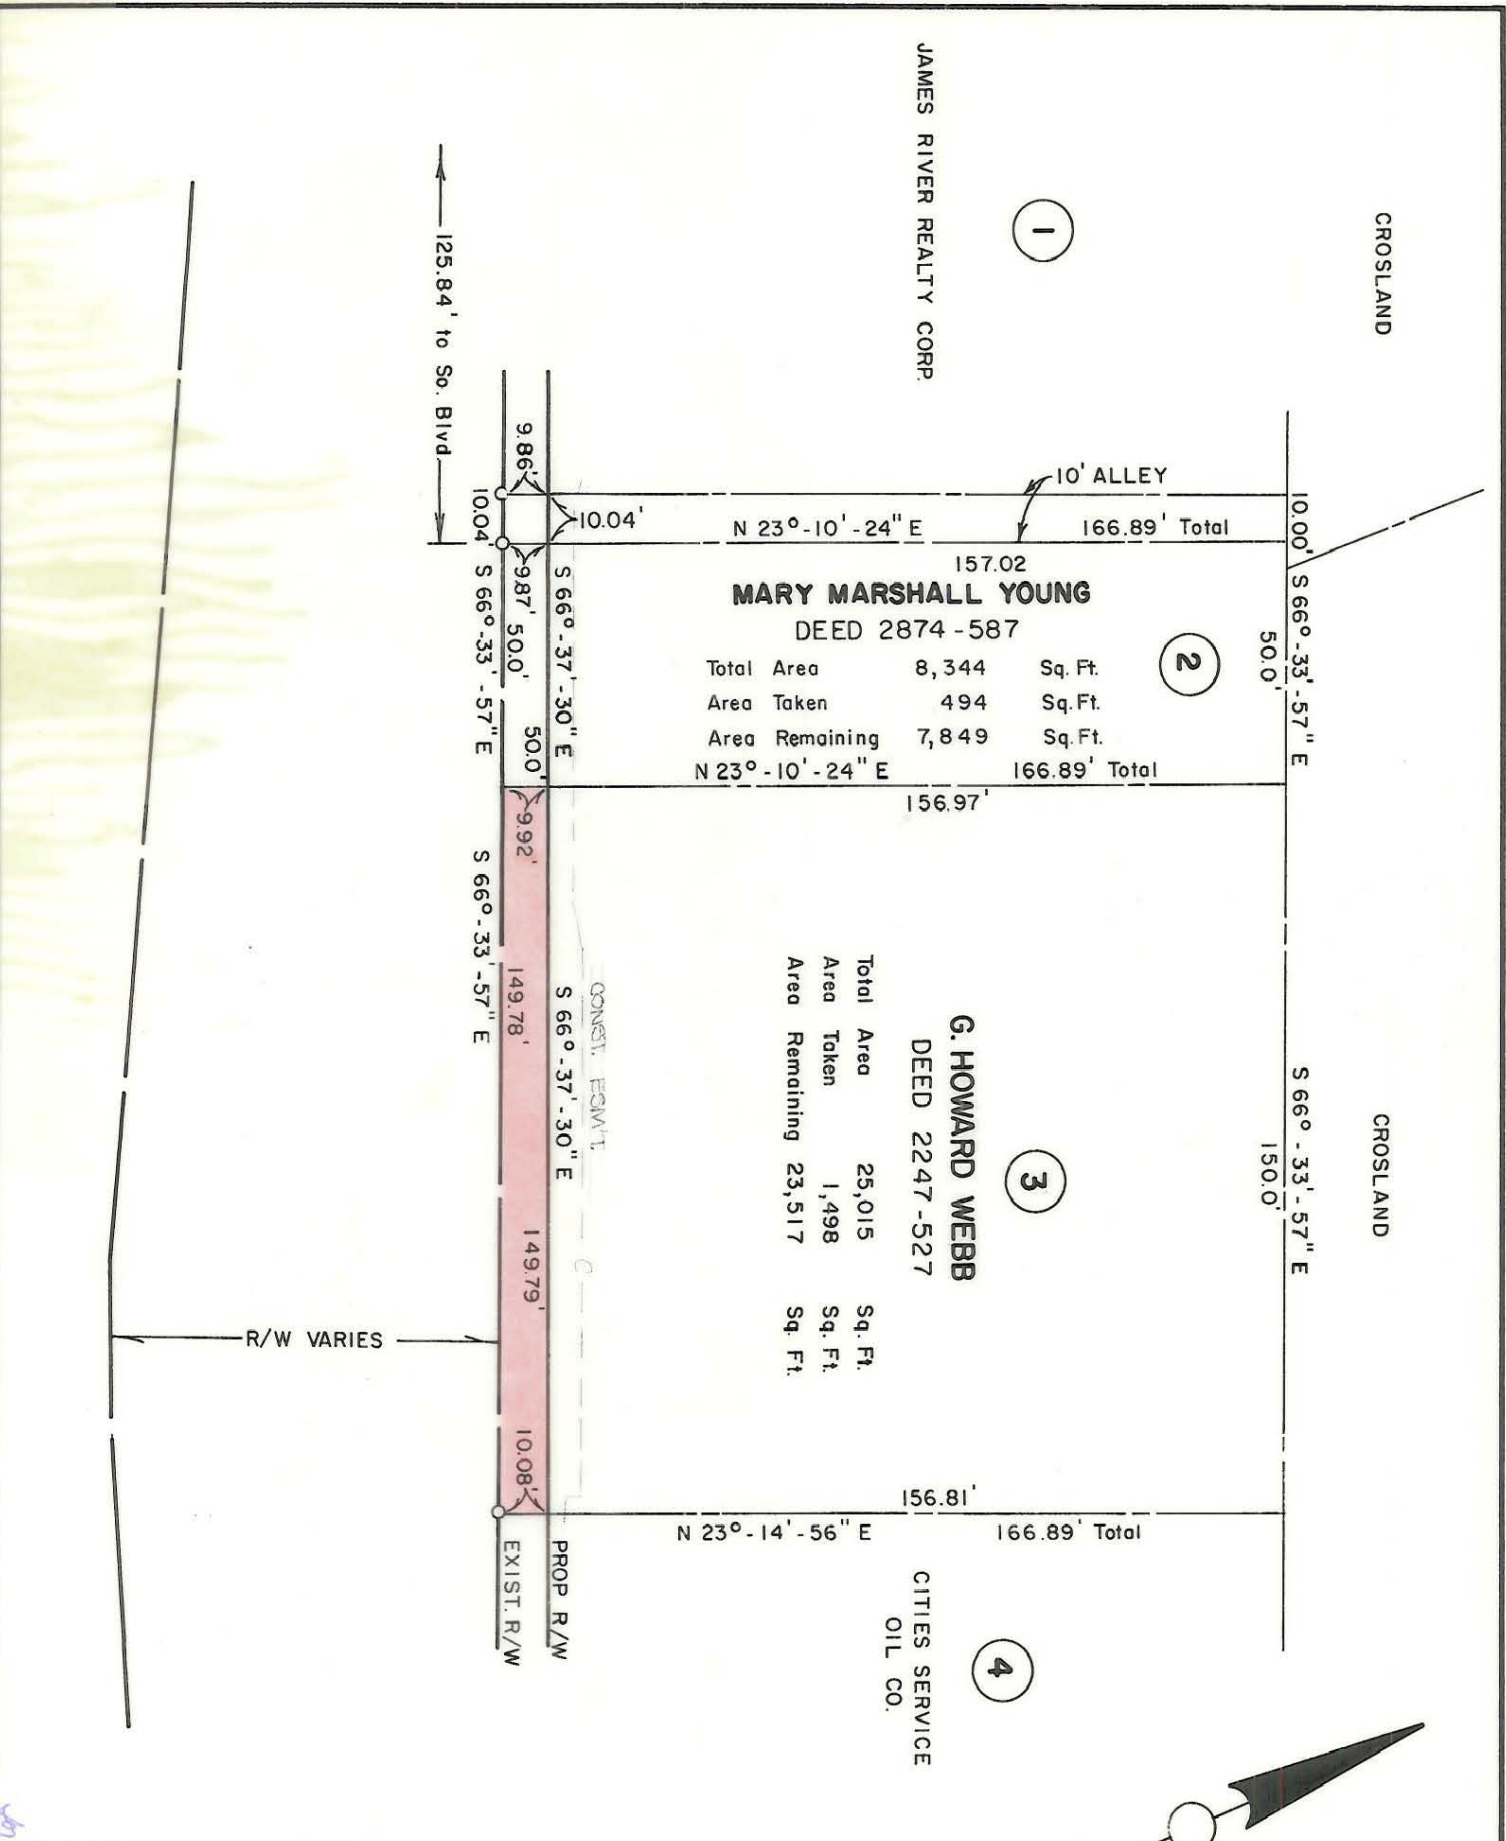 CROSLAND
JAMES RIVER REALTY CORP.
1
125.84' to So. Blvd.
9.86'
10.04'
10.04'
10' ALLEY
N 23°-10'-24" E 166.89' Total
157.02
10.00'
S 66°-33'-57" E
50.0'
MARY MARSHALL YOUNG
DEED 2874-587
2
Total Area 8,344 Sq. Ft.
Area Taken 494 Sq. Ft.
Area Remaining 7,849 Sq. Ft.
N 23°-10'-24" E 166.89' Total
156.97'
9.87'
50.0'
50.0'
S 66°-37'-30" E
S 66°-33'-57" E
CROSLAND
S 66°-33'-57" E
150.0'
3
G. HOWARD WEBB
DEED 2247-527
Total Area 25,015 Sq. Ft.
Area Taken 1,498 Sq. Ft.
Area Remaining 23,517 Sq. Ft.
CONST. ESM'T.
C
S 66°-37'-30" E
9.92'
149.78'
149.79'
10.08'
S 66°-33'-57" E
R/W VARIES
156.81'
N 23°-14'-56" E 166.89' Total
PROP R/W
EXIST. R/W
4
CITIES SERVICE
OIL CO.